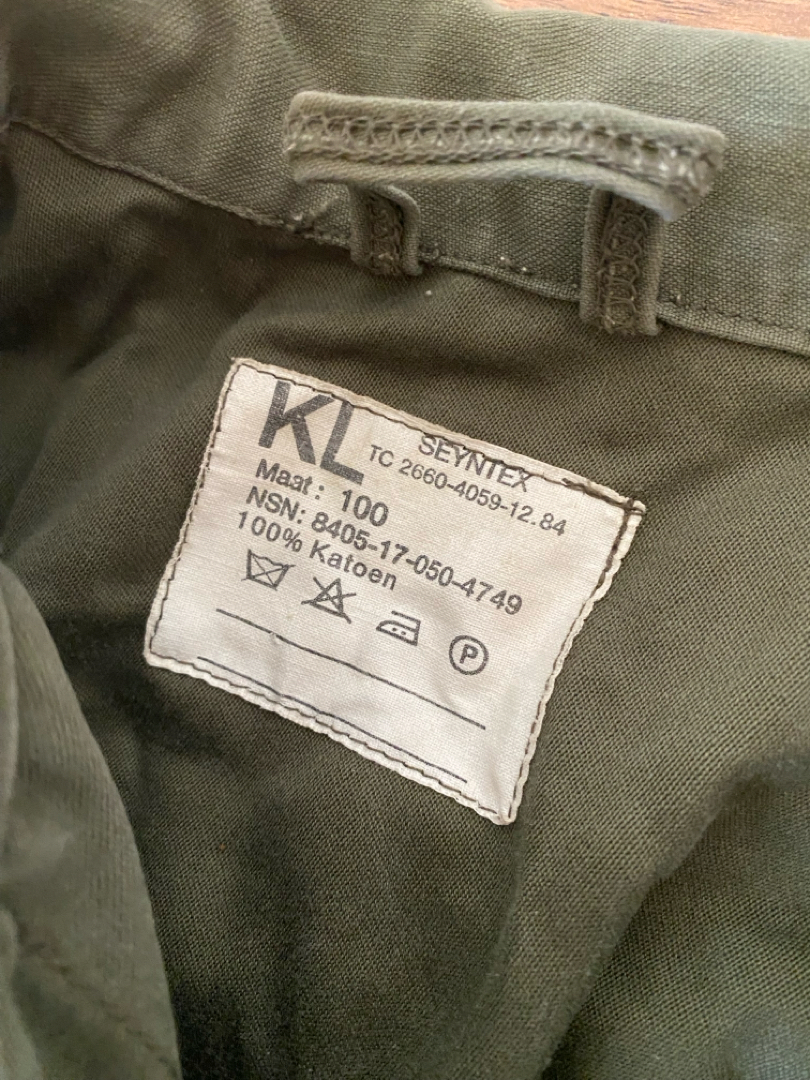 KL
SEYNTEX
TC 2660-4059-12.84
Maat: 100
NSN: 8405-17-050-4749
100% Katoen
P